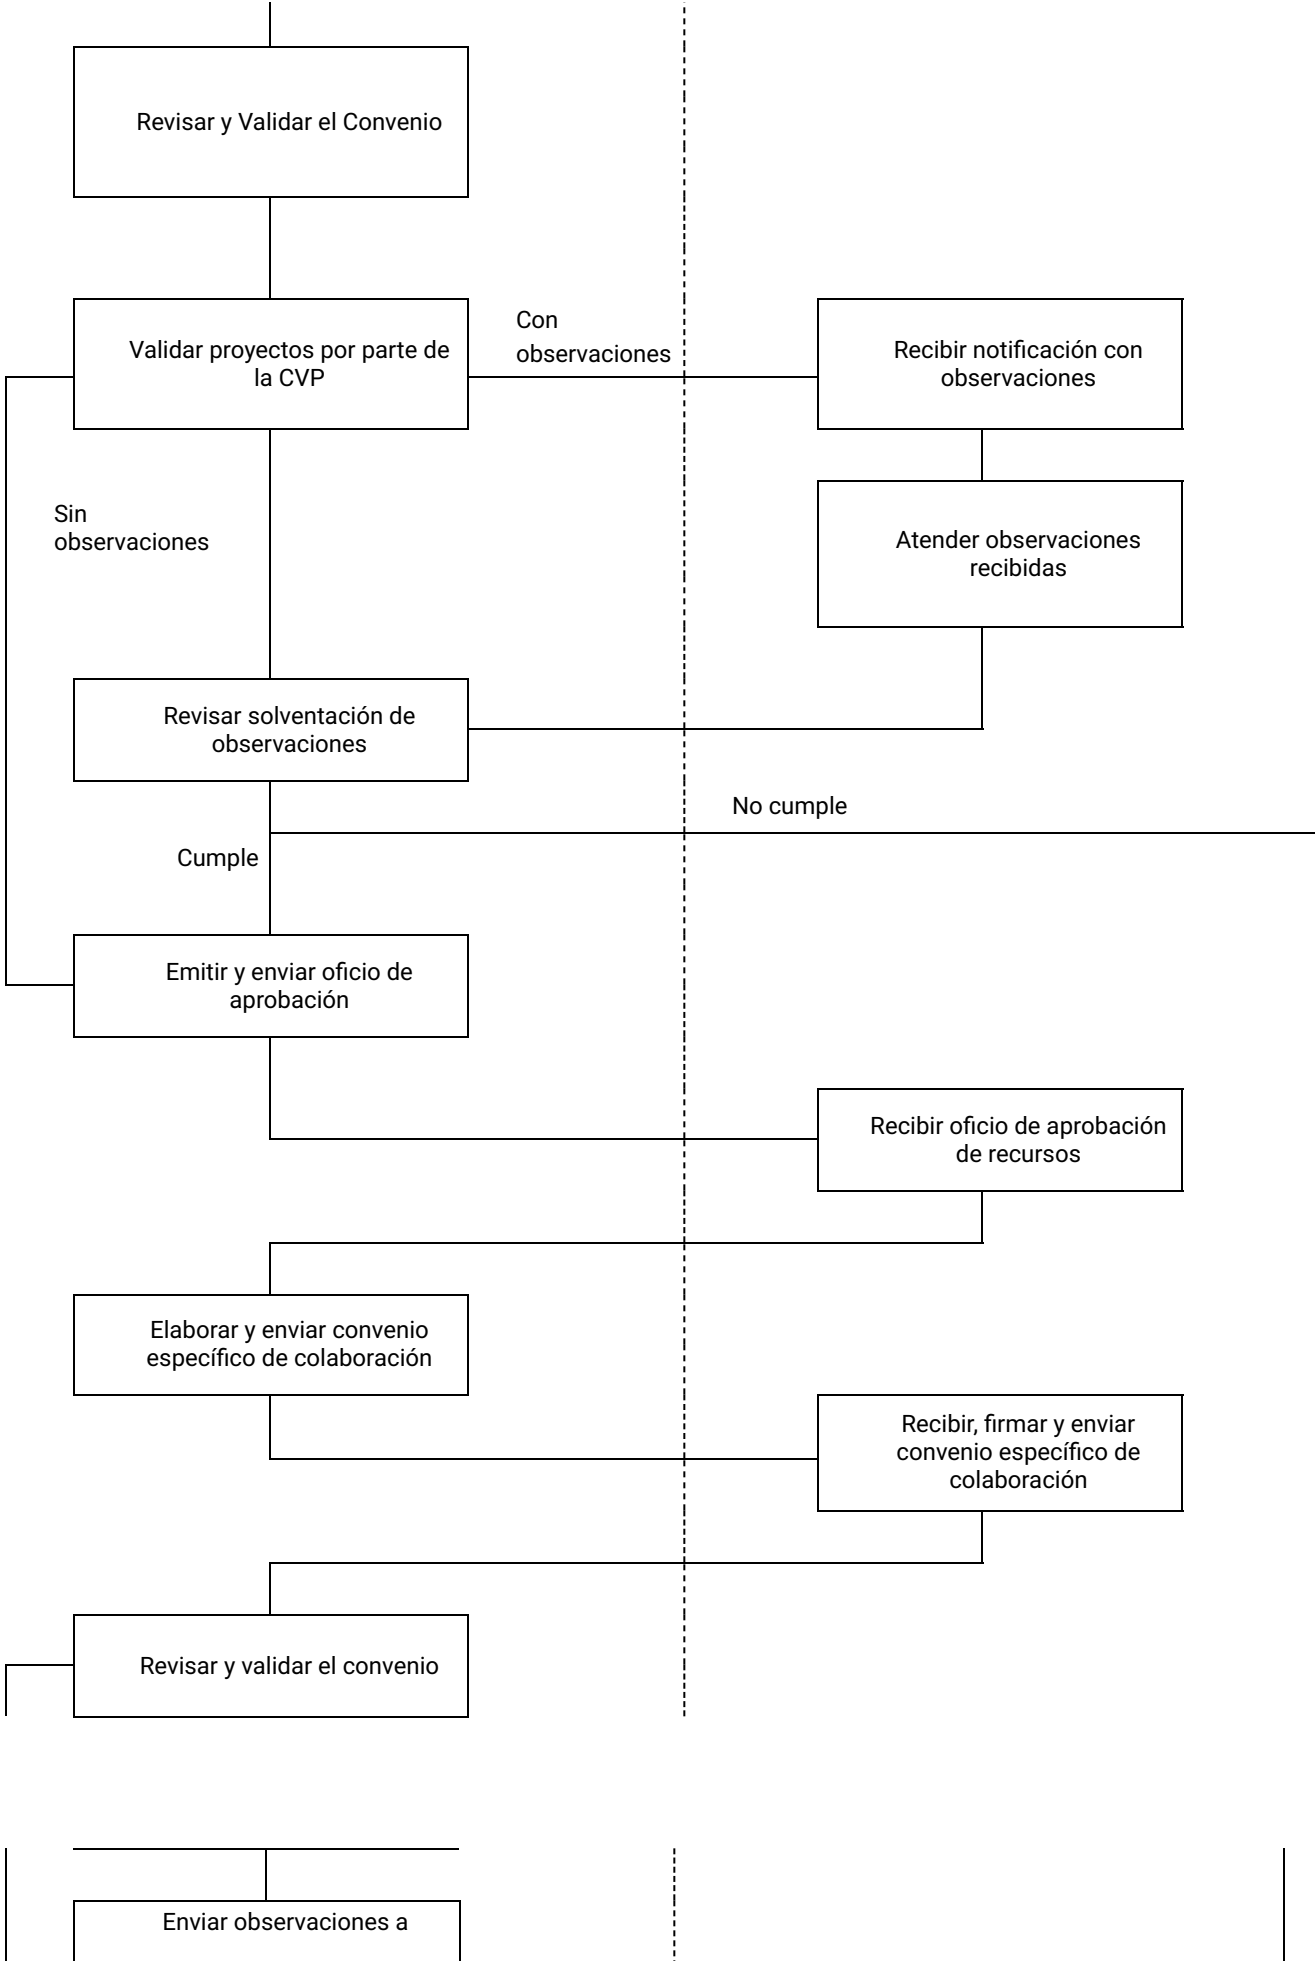 Revisar y Validar el Convenio
Con
observaciones
Validar proyectos por parte de
la CVP
Recibir notificación con
observaciones
Sin
observaciones
Atender observaciones
recibidas
Revisar solventación de
observaciones
No cumple
Cumple
Emitir y enviar oficio de
aprobación
Recibir oficio de aprobación
de recursos
Elaborar y enviar convenio
específico de colaboración
Recibir, firmar y enviar
convenio específico de
colaboración
Revisar y validar el convenio
Enviar observaciones a